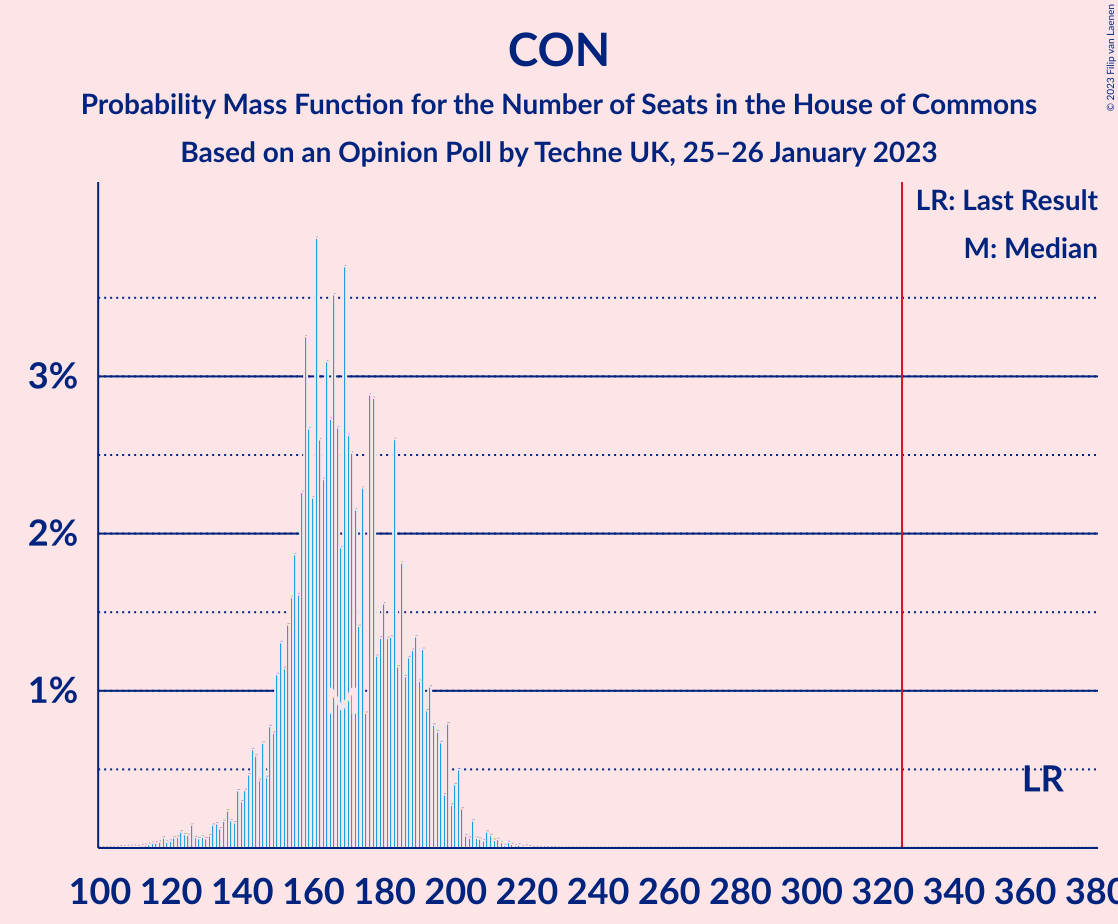 CON
Probability Mass Function for the Number of Seats in the House of Commons
Based on an Opinion Poll by Techne UK, 25–26 January 2023
© 2023 Filip van Laenen
LR: Last Result
M: Median
3%
2%
1%
M
LR
100 120 140 160 180 200 220 240 260 280 300 320 340 360 380